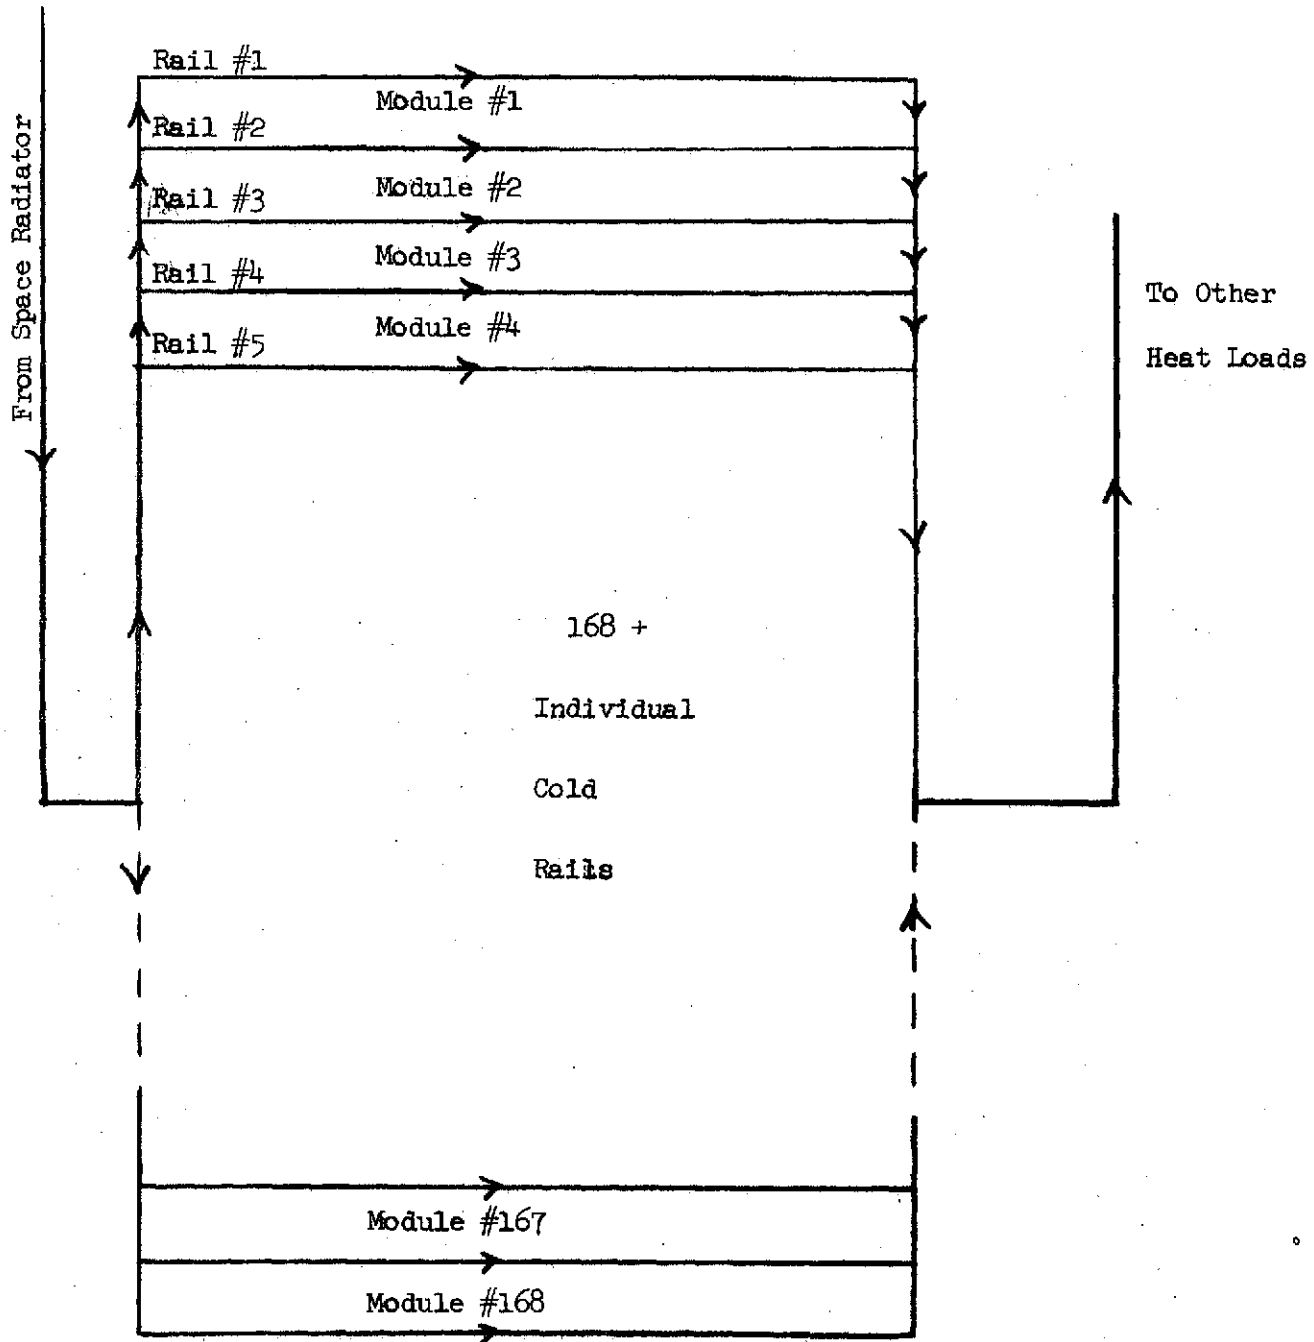 From Space Radiator
Rail #1
Module #1
Rail #2
Module #2
Rail #3
Module #3
Rail #4
Module #4
Rail #5
To Other
Heat Loads
168 +
Individual
Cold
Rails
Module #167
Module #168